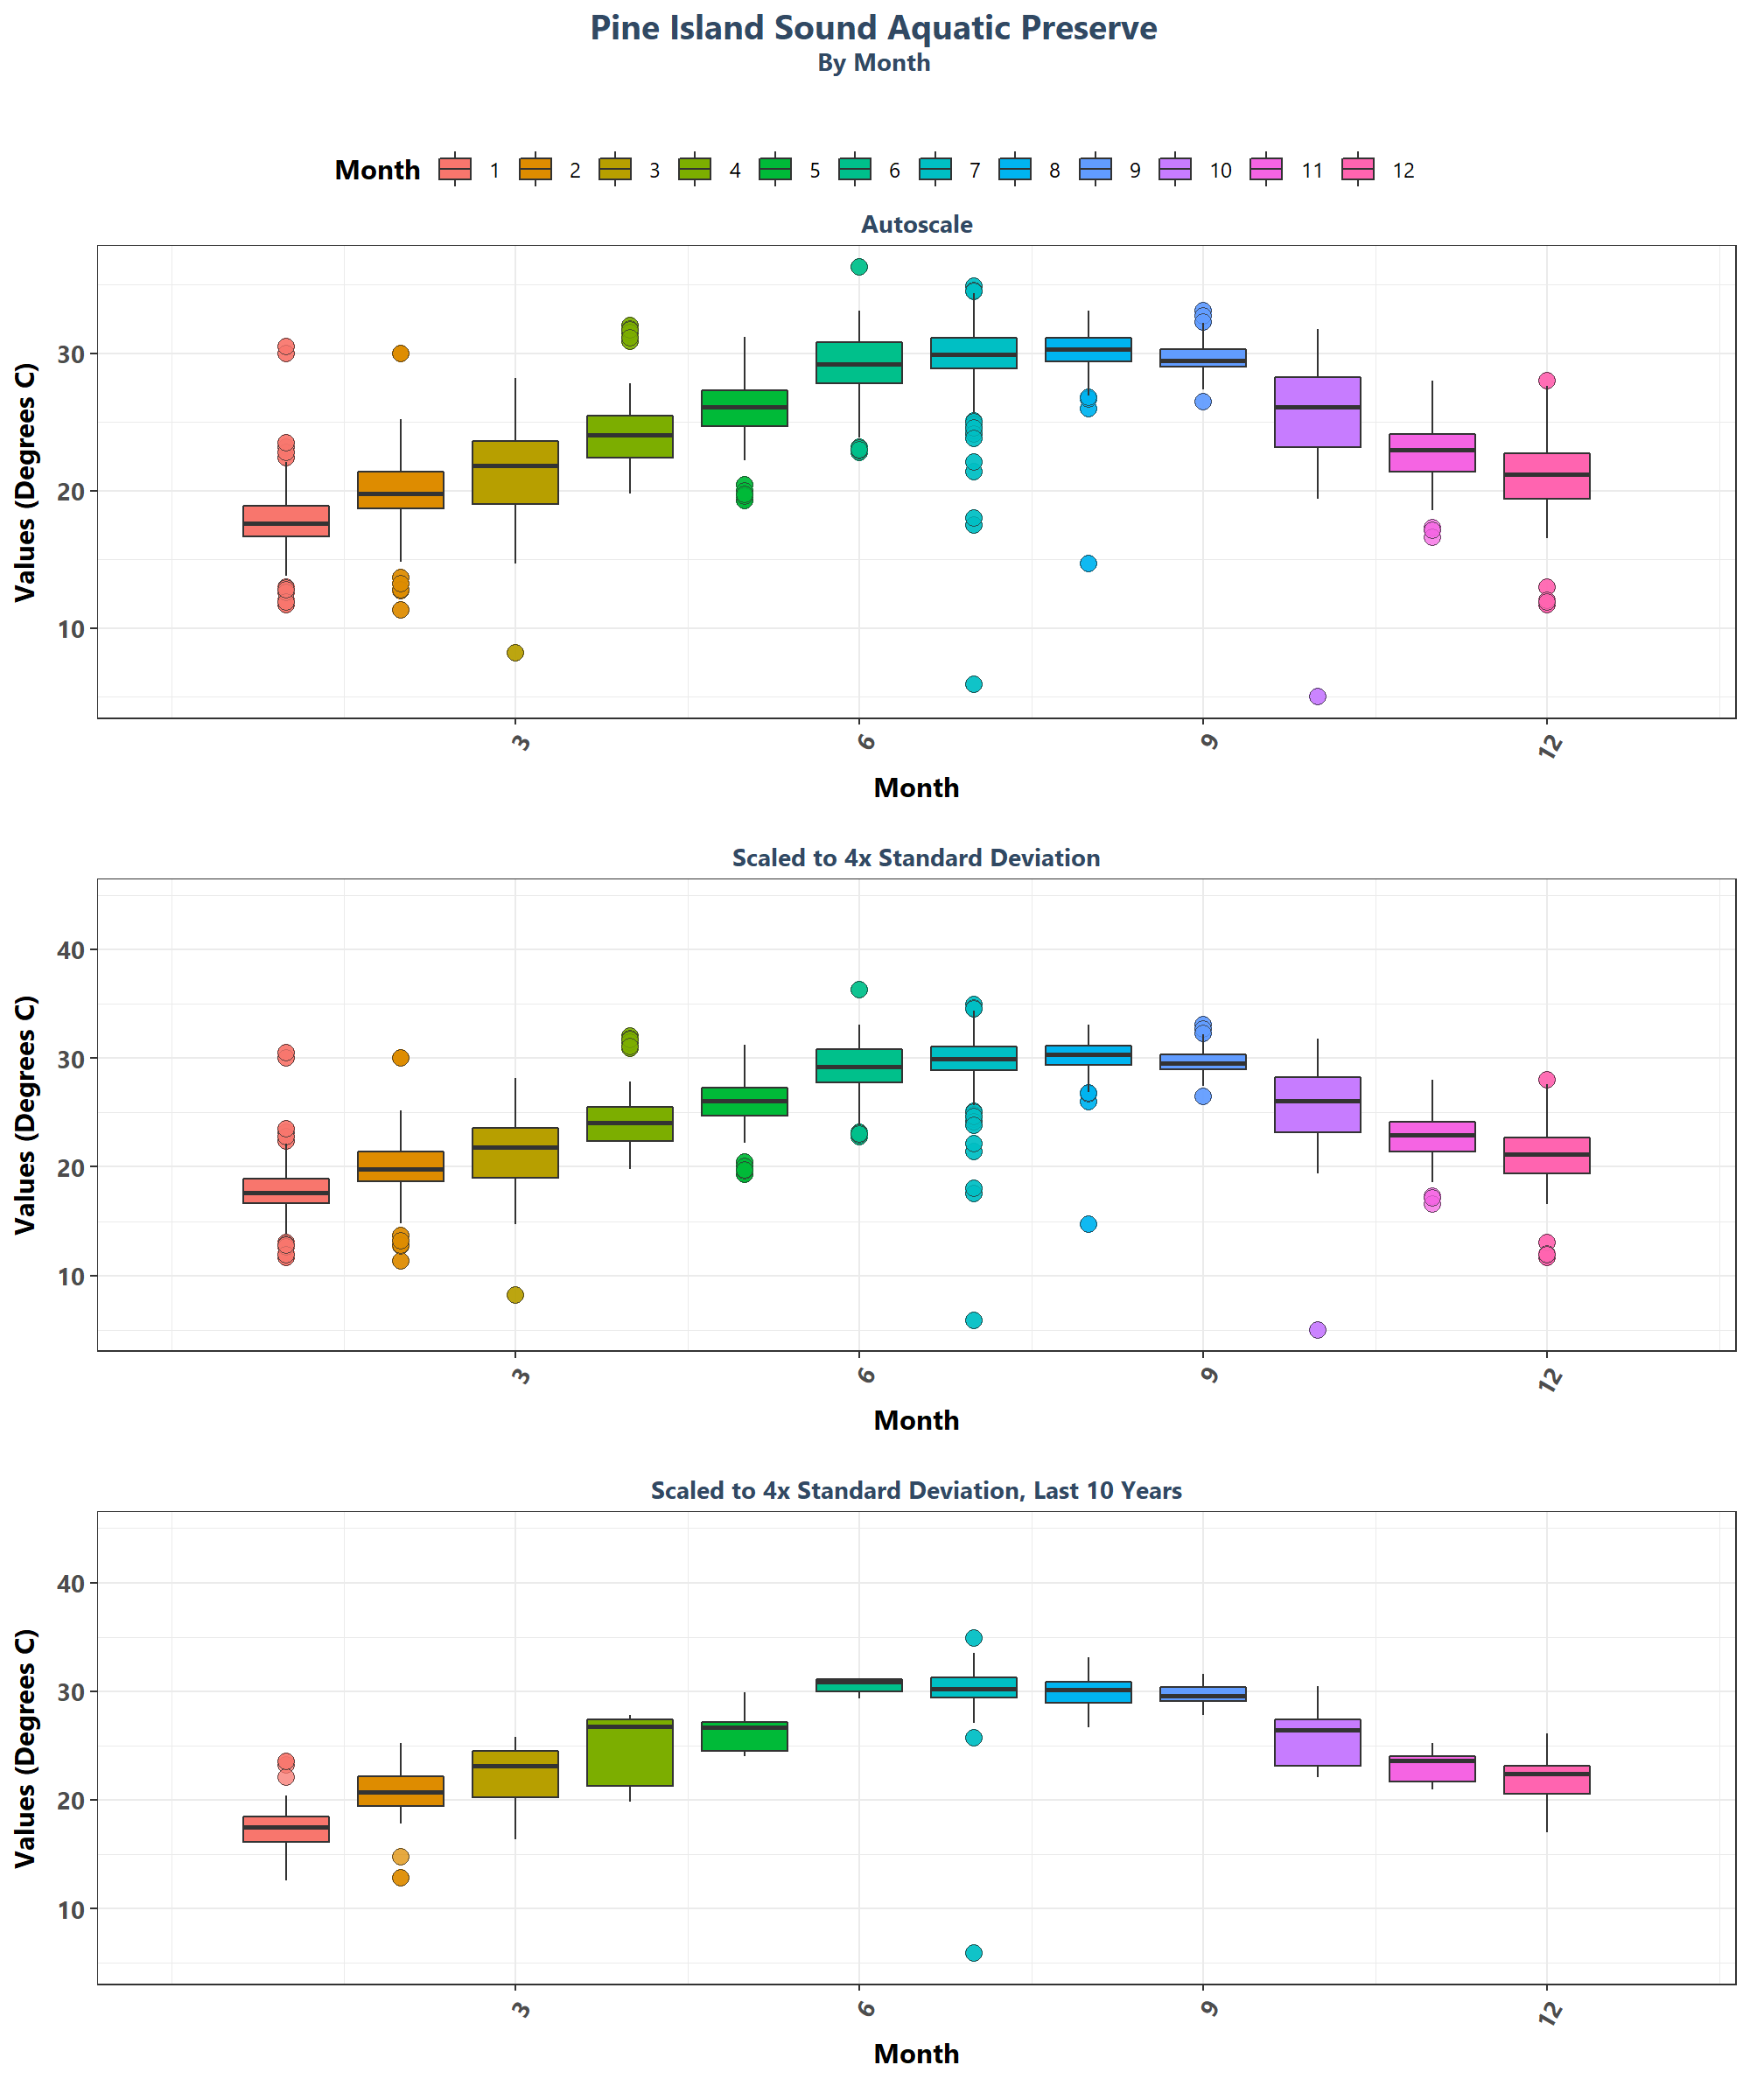 Pine Island Sound Aquatic Preserve
By Month
Month 1 2 3 4 5 6 7 8 9 10 11 12
Autoscale
Values (Degrees C)
30
20
10
3 6 9 12
Month
Scaled to 4x Standard Deviation
Values (Degrees C)
40
30
20
10
3 6 9 12
Month
Scaled to 4x Standard Deviation, Last 10 Years
Values (Degrees C)
40
30
20
10
3 6 9 12
Month